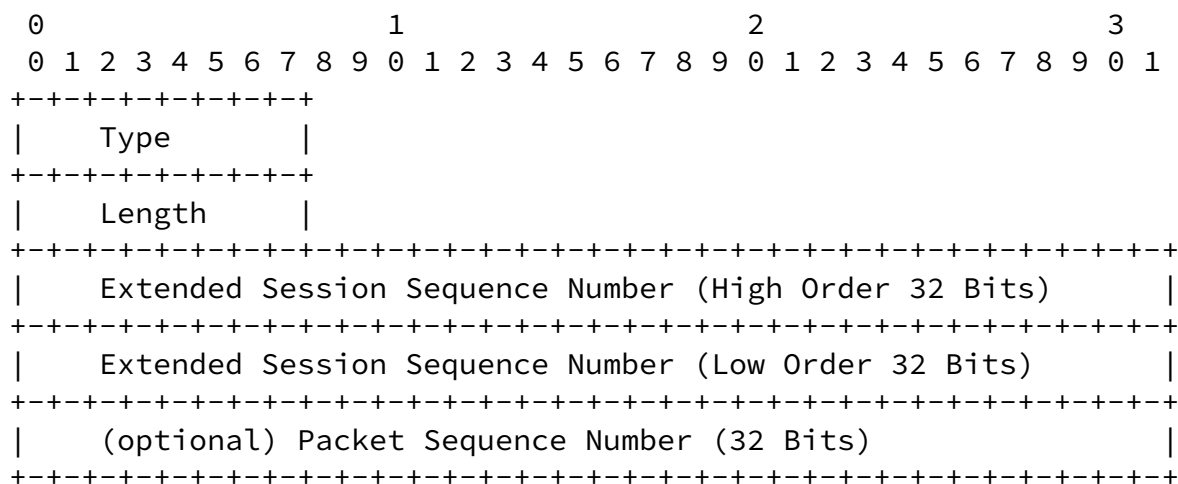 0                   1                   2                   3
 0 1 2 3 4 5 6 7 8 9 0 1 2 3 4 5 6 7 8 9 0 1 2 3 4 5 6 7 8 9 0 1
+-+-+-+-+-+-+-+-+
|    Type       |
+-+-+-+-+-+-+-+-+
|    Length     |
+-+-+-+-+-+-+-+-+-+-+-+-+-+-+-+-+-+-+-+-+-+-+-+-+-+-+-+-+-+-+-+-+
|    Extended Session Sequence Number (High Order 32 Bits)      |
+-+-+-+-+-+-+-+-+-+-+-+-+-+-+-+-+-+-+-+-+-+-+-+-+-+-+-+-+-+-+-+-+
|    Extended Session Sequence Number (Low Order 32 Bits)       |
+-+-+-+-+-+-+-+-+-+-+-+-+-+-+-+-+-+-+-+-+-+-+-+-+-+-+-+-+-+-+-+-+
|    (optional) Packet Sequence Number (32 Bits)                |
+-+-+-+-+-+-+-+-+-+-+-+-+-+-+-+-+-+-+-+-+-+-+-+-+-+-+-+-+-+-+-+-+